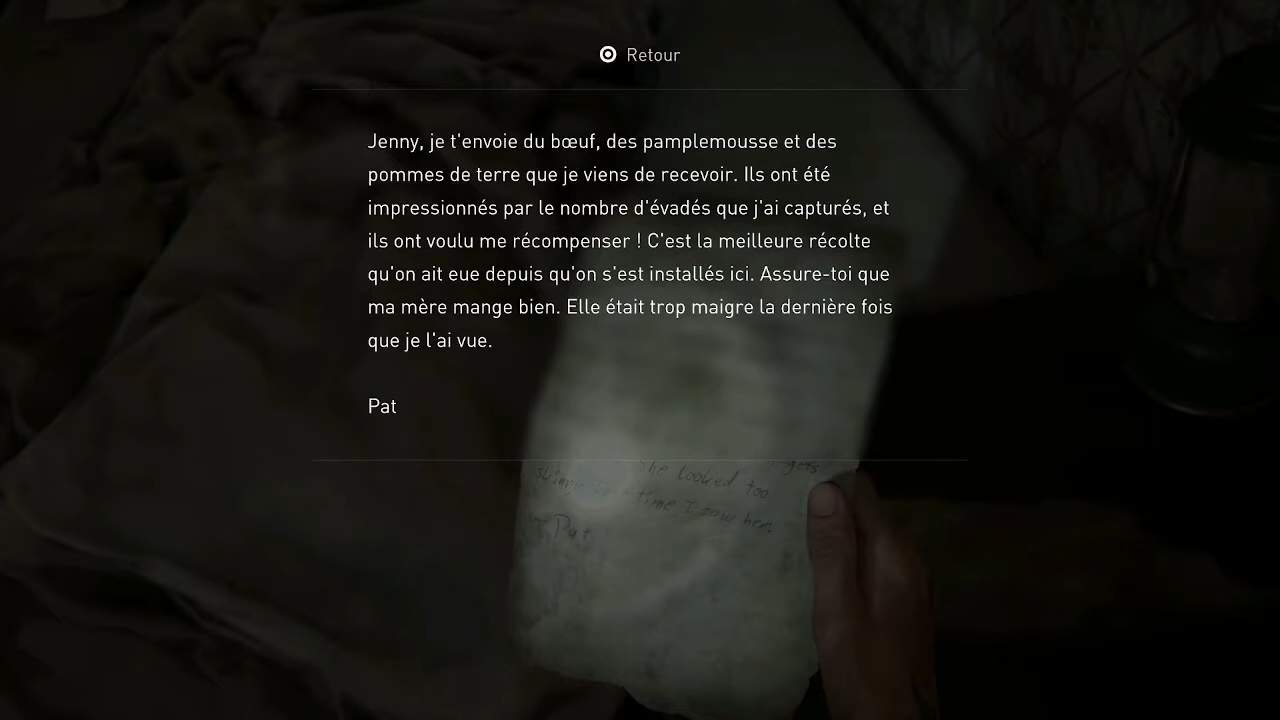 Retour
Jenny, je t'envoie du bœuf, des pamplemousse et des
pommes de terre que je viens de recevoir. Ils ont été
impressionnés par le nombre d'évadés que j'ai capturés, et
ils ont voulu me récompenser ! C'est la meilleure récolte
qu'on ait eue depuis qu'on s'est installés ici. Assure-toi que
ma mère mange bien. Elle était trop maigre la dernière fois
que je l'ai vue.
Pat
gets
She looked too
skinny time I saw her.
Pat